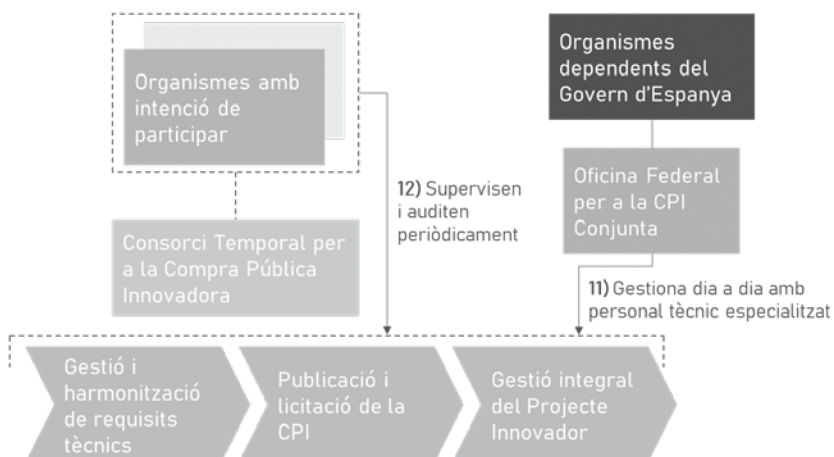 Organismes amb
intenció de
participar
Organismes
dependents del
Govern d'Espanya
12) Supervisen
i auditen
periòdicament
Oficina Federal
per a la CPI
Conjunta
Consorci Temporal per
a la Compra Pública
Innovadora
11) Gestiona dia a dia amb
personal tècnic especialitzat
Gestió i
harmonització
de requisits
tècnics
Publicació i
licitació de la
CPI
Gestió integral
del Projecte
Innovador